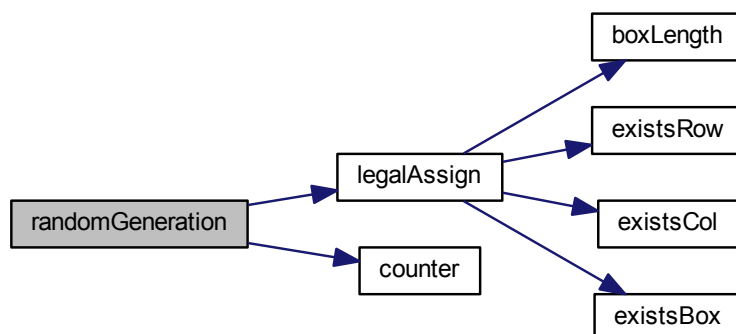 boxLength
existsRow
legalAssign
randomGeneration
existsCol
counter
existsBox